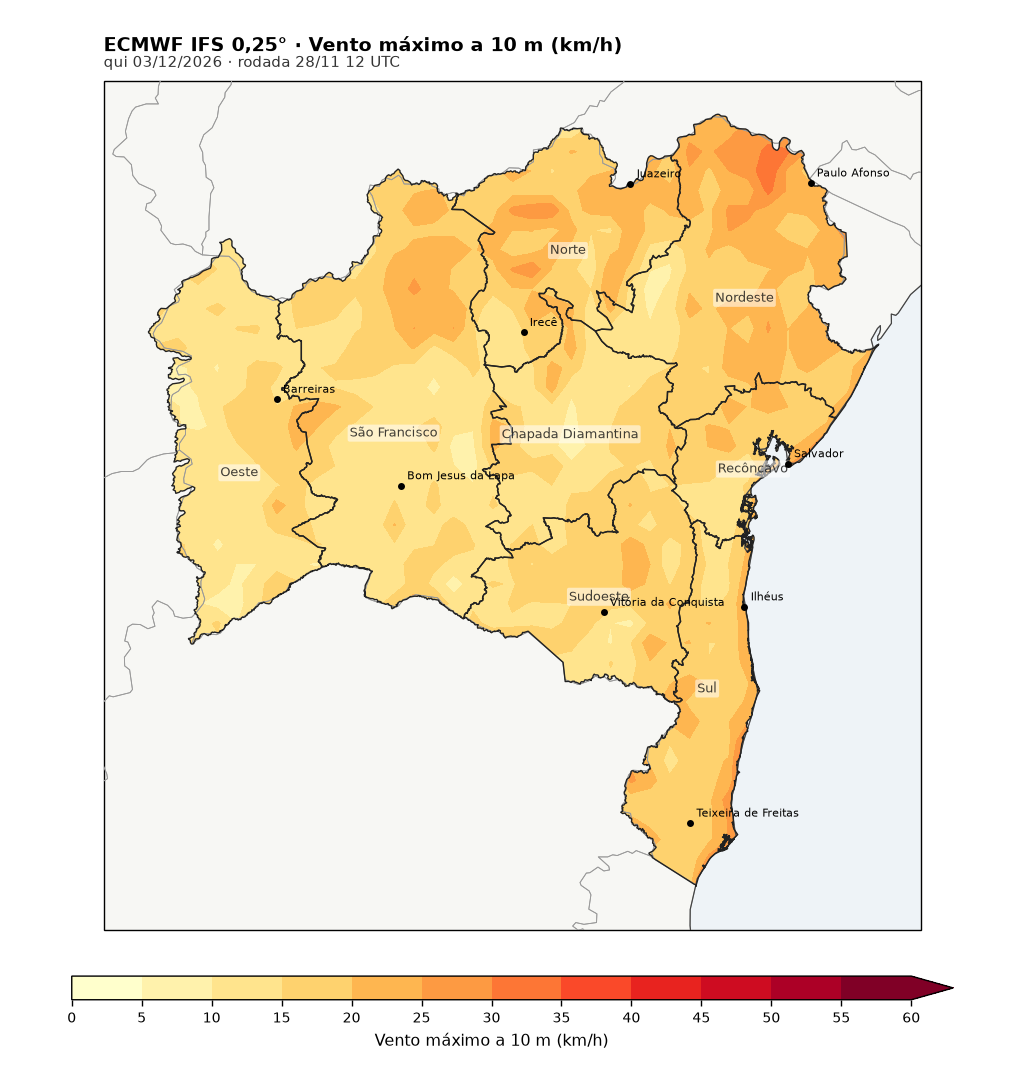 ECMWF IFS 0,25° · Vento máximo a 10 m (km/h)
qui 03/12/2026 · rodada 28/11 12 UTC
Juazeiro
Paulo Afonso
Norte
Nordeste
Irecê
Barreiras
São Francisco
Chapada Diamantina
Salvador
Recôncavo
Oeste
Bom Jesus da Lapa
Sudoeste
Vitória da Conquista
Ilhéus
Sul
Teixeira de Freitas
0 5 10 15 20 25 30 35 40 45 50 55 60
Vento máximo a 10 m (km/h)